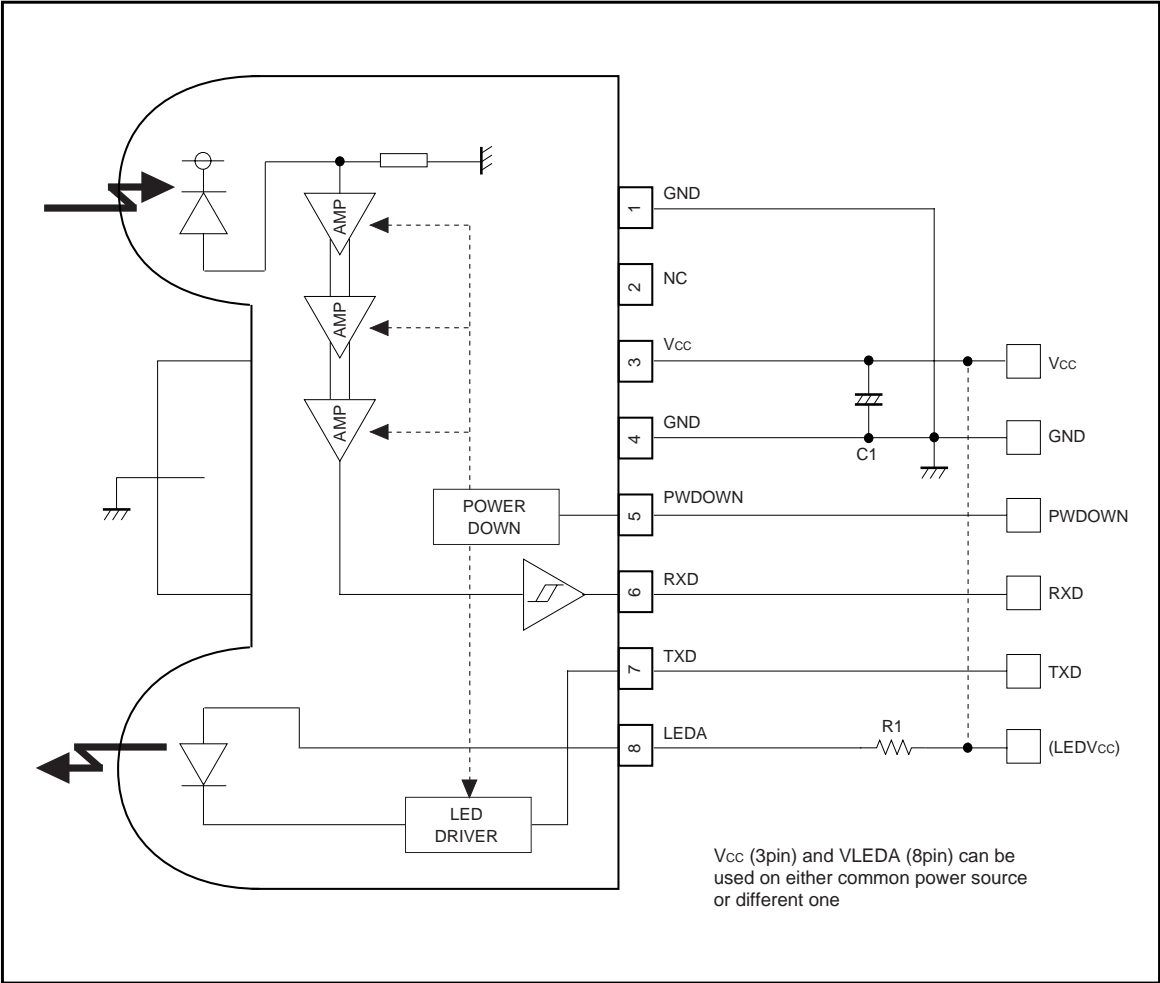 AMP
AMP
AMP
POWER
DOWN
LED
DRIVER
1
GND
2
NC
3
Vcc
4
GND
5
PWDOWN
6
RXD
7
TXD
8
LEDA
C1
R1
Vcc
GND
PWDOWN
RXD
TXD
(LEDVcc)
Vcc (3pin) and VLEDA (8pin) can be
used on either common power source
or different one